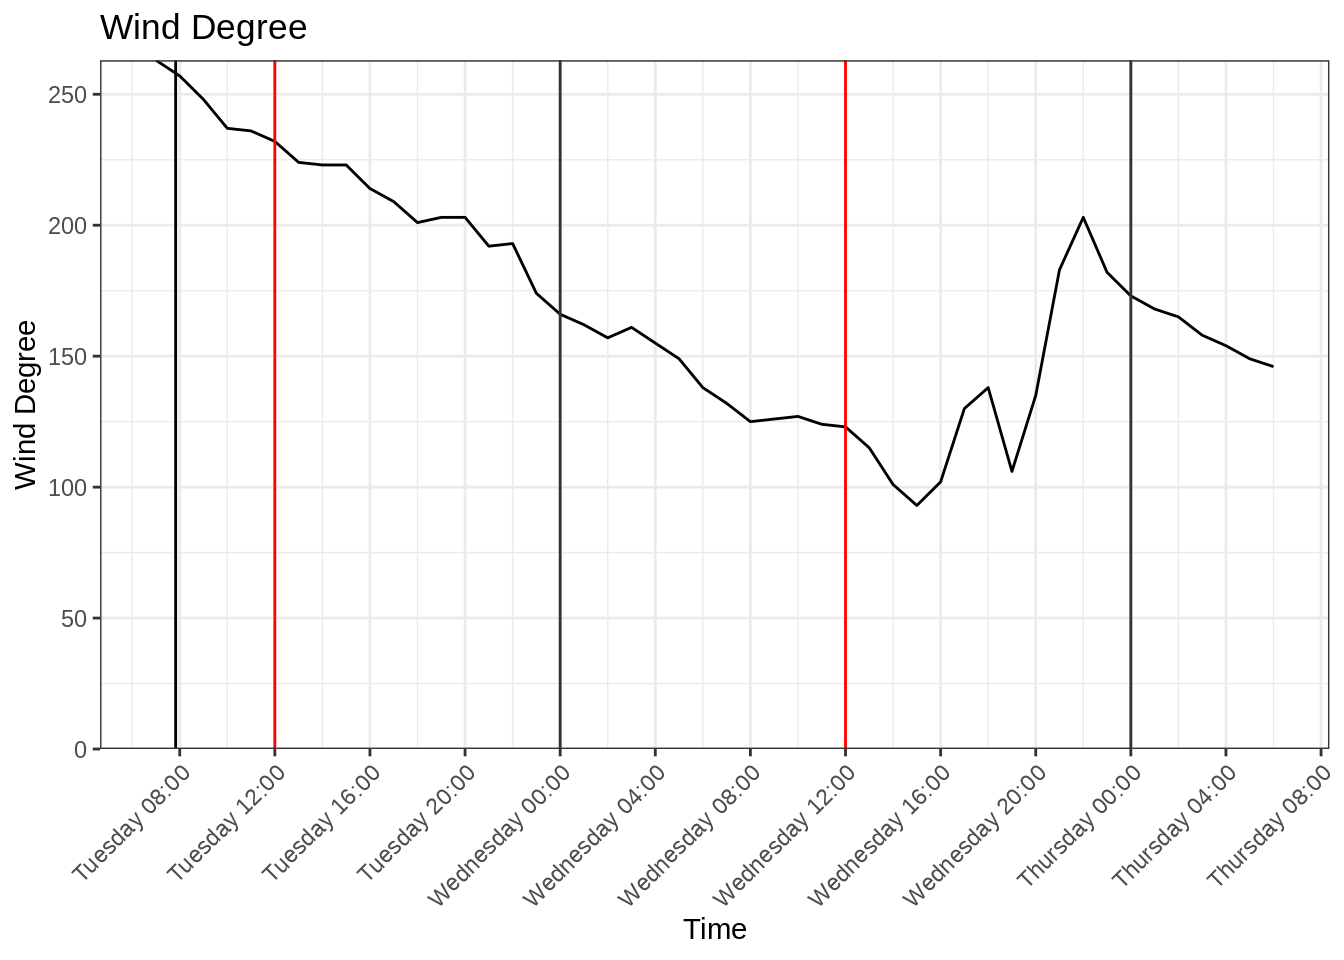 Wind Degree
250
200
150
100
50
0
Wind Degree
Tuesday 08:00
Tuesday 12:00
Tuesday 16:00
Tuesday 20:00
Wednesday 00:00
Wednesday 04:00
Wednesday 08:00
Wednesday 12:00
Wednesday 16:00
Wednesday 20:00
Thursday 00:00
Thursday 04:00
Thursday 08:00
Time